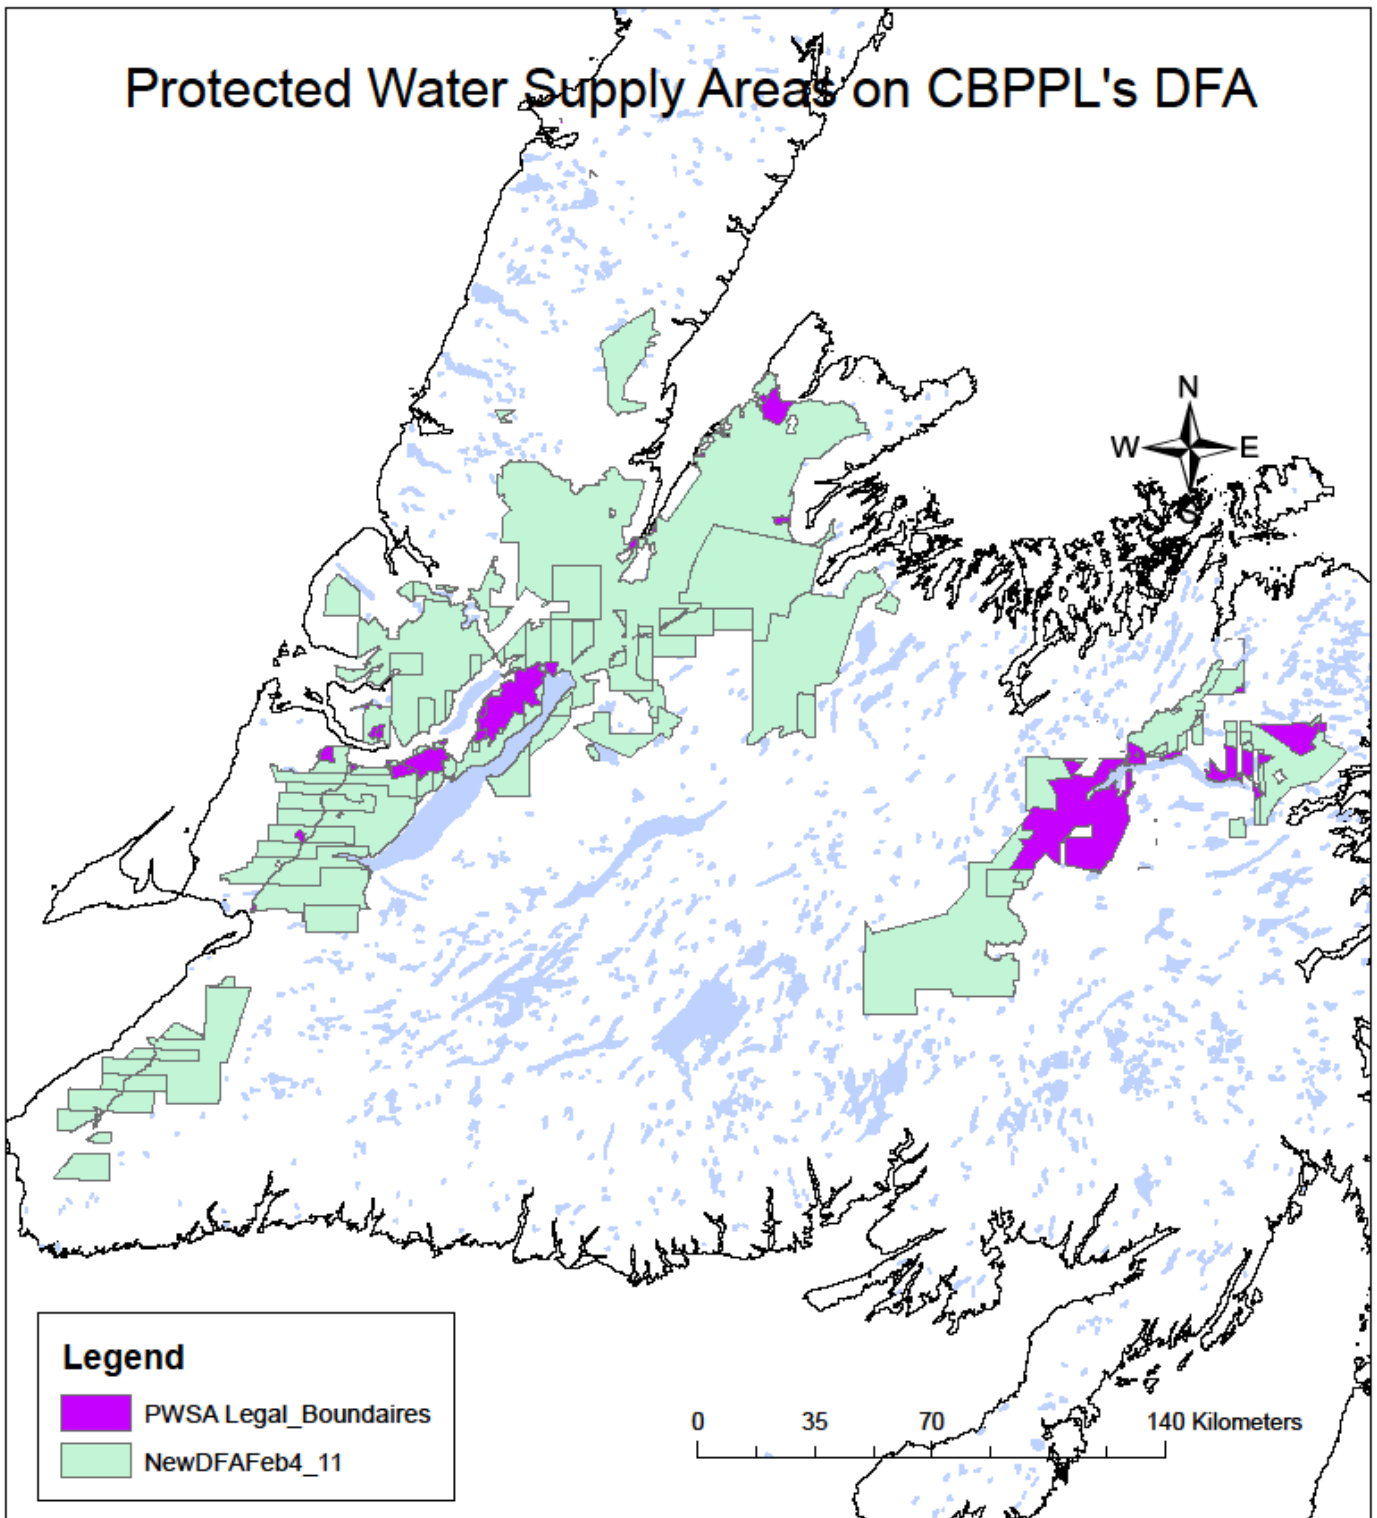 Protected Water Supply Areas on CBPPL's DFA
N
W E
S
Legend
PWSA Legal_Boundaires
NewDFAFeb4_11
0 35 70 140 Kilometers